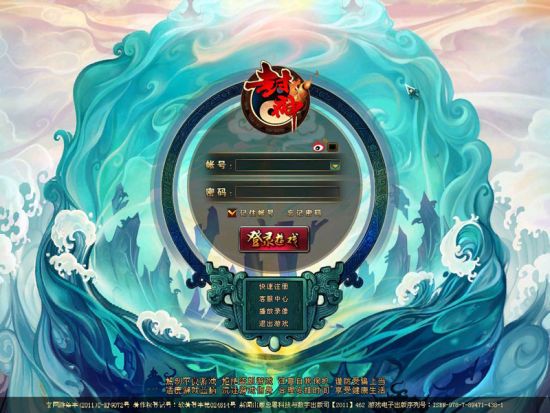 封神
帐号：
密码：
记住帐号 忘记密码
登录游戏
快速注册
客服中心
播放录像
退出游戏
抵制不良游戏 拒绝盗版游戏 注意自我保护 谨防受骗上当
适度游戏益脑 沉迷游戏伤身 合理安排时间 享受健康生活